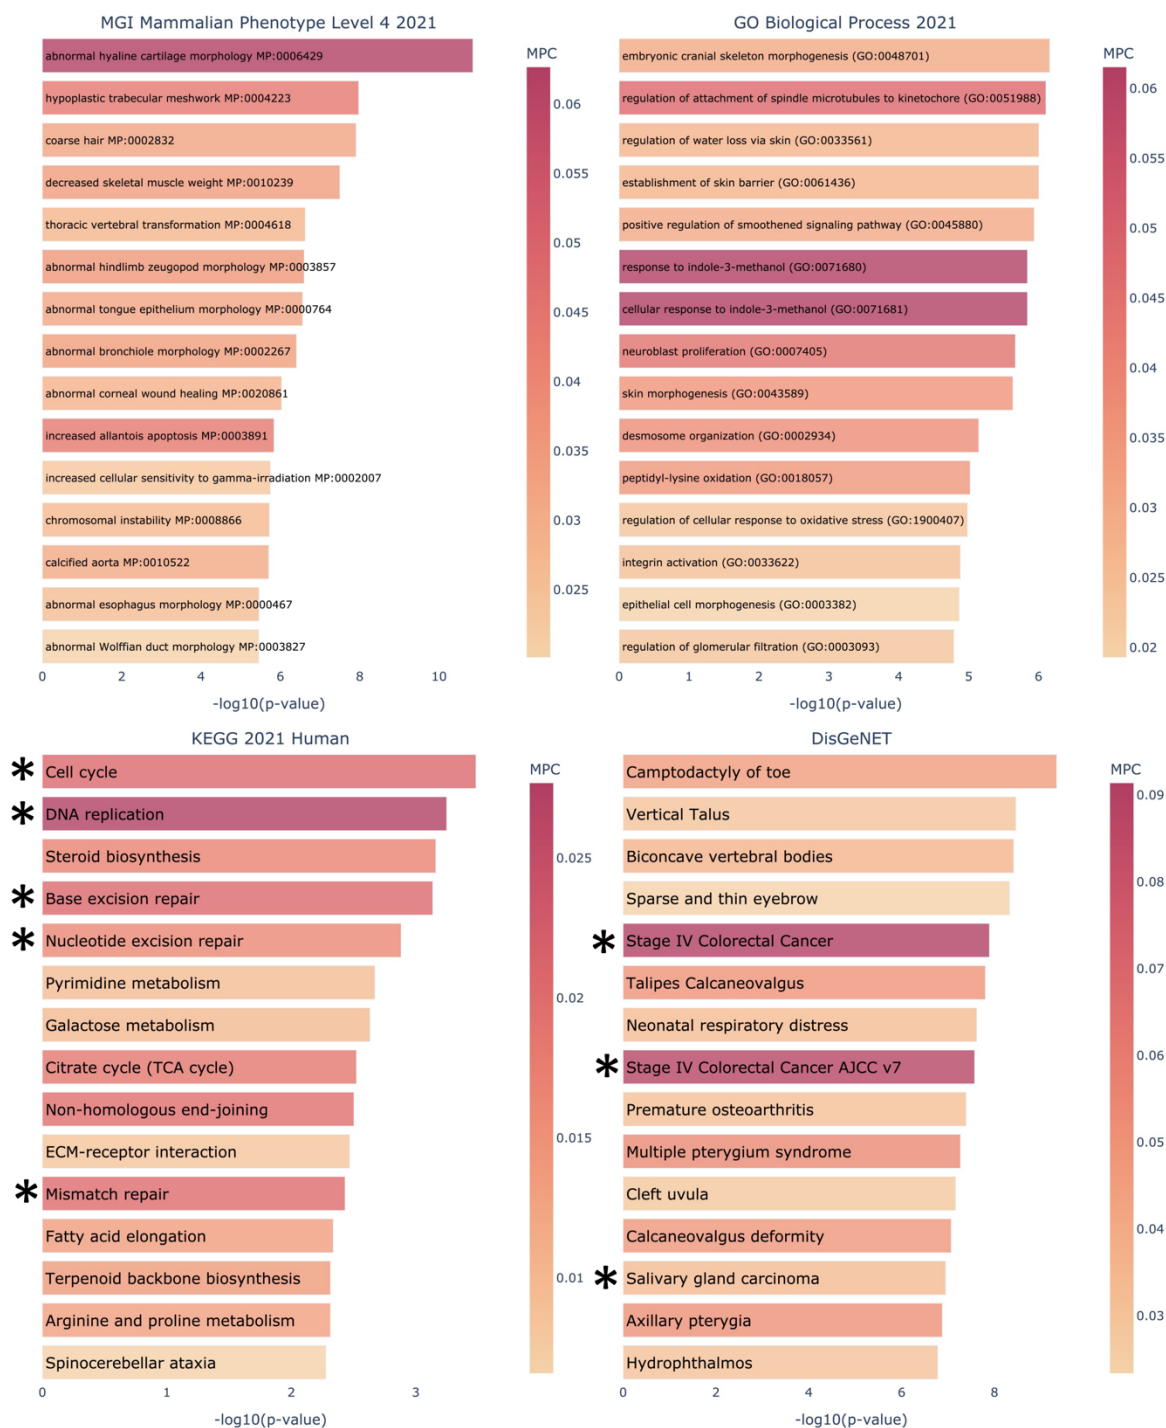 MGI Mammalian Phenotype Level 4 2021
abnormal hyaline cartilage morphology MP:0006429
hypoplastic trabecular meshwork MP:0004223
coarse hair MP:0002832
decreased skeletal muscle weight MP:0010239
thoracic vertebral transformation MP:0004618
abnormal hindlimb zeugopod morphology MP:0003857
abnormal tongue epithelium morphology MP:0000764
abnormal bronchiole morphology MP:0002267
abnormal corneal wound healing MP:0020861
increased allantois apoptosis MP:0003891
increased cellular sensitivity to gamma-irradiation MP:0002007
chromosomal instability MP:0008866
calcified aorta MP:0010522
abnormal esophagus morphology MP:0000467
abnormal Wolffian duct morphology MP:0003827
0 2 4 6 8 10
-log10(p-value)
MPC
0.06
0.055
0.05
0.045
0.04
0.035
0.03
0.025
GO Biological Process 2021
embryonic cranial skeleton morphogenesis (GO:0048701)
regulation of attachment of spindle microtubules to kinetochore (GO:0051988)
regulation of water loss via skin (GO:0033561)
establishment of skin barrier (GO:0061436)
positive regulation of smoothened signaling pathway (GO:0045880)
response to indole-3-methanol (GO:0071680)
cellular response to indole-3-methanol (GO:0071681)
neuroblast proliferation (GO:0007405)
skin morphogenesis (GO:0043589)
desmosome organization (GO:0002934)
peptidyl-lysine oxidation (GO:0018057)
regulation of cellular response to oxidative stress (GO:1900407)
integrin activation (GO:0033622)
epithelial cell morphogenesis (GO:0003382)
regulation of glomerular filtration (GO:0003093)
0 1 2 3 4 5 6
-log10(p-value)
MPC
0.06
0.055
0.05
0.045
0.04
0.035
0.03
0.025
0.02
KEGG 2021 Human
* Cell cycle
* DNA replication
Steroid biosynthesis
* Base excision repair
* Nucleotide excision repair
Pyrimidine metabolism
Galactose metabolism
Citrate cycle (TCA cycle)
Non-homologous end-joining
ECM-receptor interaction
* Mismatch repair
Fatty acid elongation
Terpenoid backbone biosynthesis
Arginine and proline metabolism
Spinocerebellar ataxia
0 1 2 3
-log10(p-value)
MPC
0.025
0.02
0.015
0.01
DisGeNET
Camptodactyly of toe
Vertical Talus
Biconcave vertebral bodies
Sparse and thin eyebrow
* Stage IV Colorectal Cancer
Talipes Calcaneovalgus
Neonatal respiratory distress
* Stage IV Colorectal Cancer AJCC v7
Premature osteoarthritis
Multiple pterygium syndrome
Cleft uvula
Calcaneovalgus deformity
* Salivary gland carcinoma
Axillary pterygia
Hydrophthalmos
0 2 4 6 8
-log10(p-value)
MPC
0.09
0.08
0.07
0.06
0.05
0.04
0.03